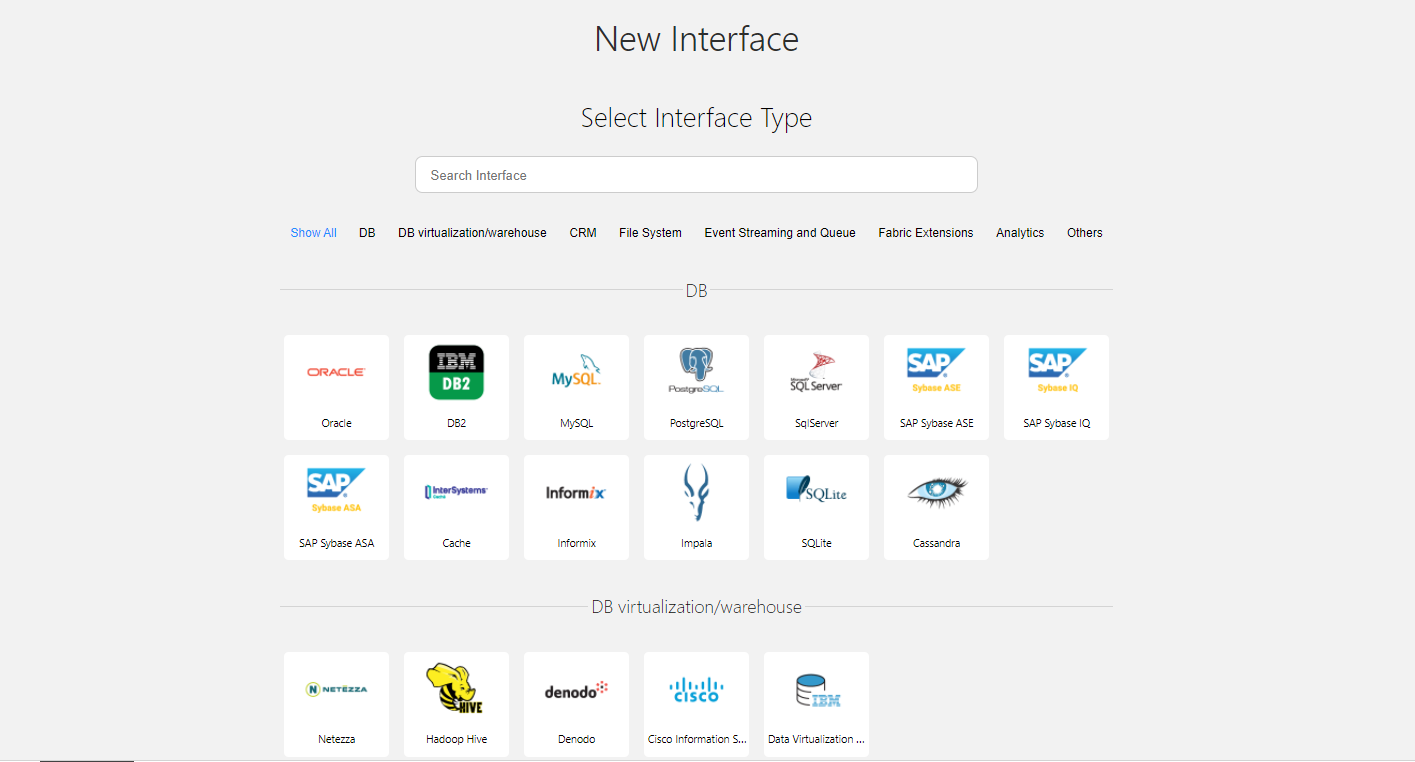 New Interface
Select Interface Type
Search Interface
Show All DB DB virtualization/warehouse CRM File System Event Streaming and Queue Fabric Extensions Analytics Others
DB
ORACLE
Oracle
IBM
DB2
DB2
MySQL
MySQL
PostgreSQL
PostgreSQL
Microsoft
SQL Server
SqlServer
SAP
Sybase ASE
SAP Sybase ASE
SAP
Sybase IQ
SAP Sybase IQ
SAP
Sybase ASA
SAP Sybase ASA
InterSystems
Caché
Cache
Informix
Informix
Impala
SQLite
SQLite
Cassandra
DB virtualization/warehouse
N NETEZZA
Netezza
HIVE
Hadoop Hive
denodo
Denodo
CISCO
Cisco Information S...
IBM
Data Virtualization ...